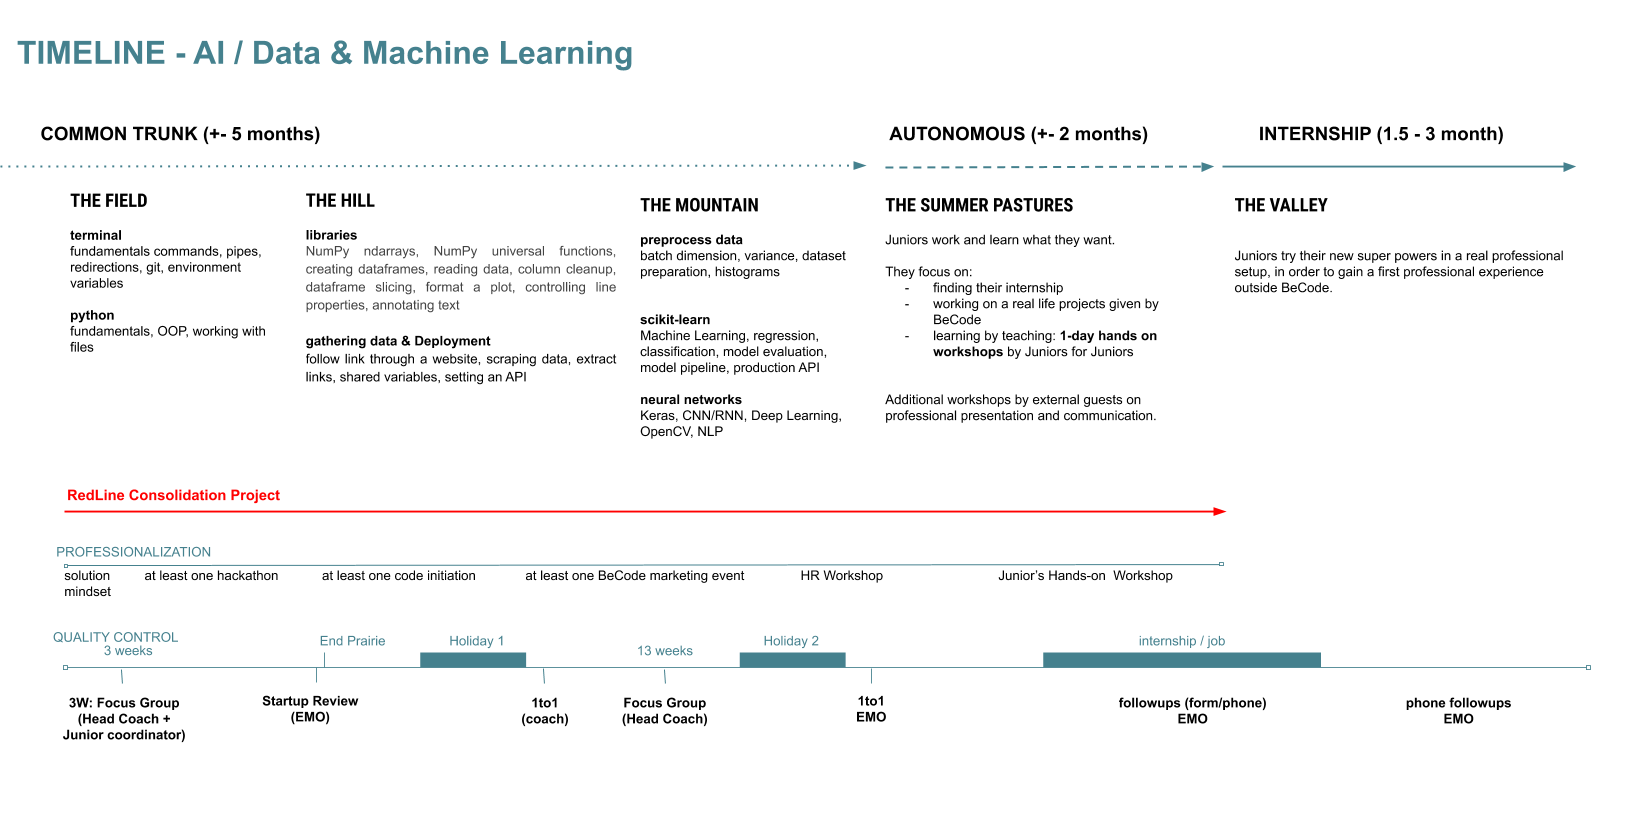 TIMELINE - AI / Data & Machine Learning
COMMON TRUNK (+- 5 months)
AUTONOMOUS (+- 2 months)
INTERNSHIP (1.5 - 3 month)
THE FIELD
terminal
fundamentals commands, pipes,
redirections, git, environment
variables
python
fundamentals, OOP, working with
files
THE HILL
libraries
NumPy ndarrays, NumPy universal functions,
creating dataframes, reading data, column cleanup,
dataframe slicing, format a plot, controlling line
properties, annotating text
gathering data & Deployment
follow link through a website, scraping data, extract
links, shared variables, setting an API
THE MOUNTAIN
preprocess data
batch dimension, variance, dataset
preparation, histograms
scikit-learn
Machine Learning, regression,
classification, model evaluation,
model pipeline, production API
neural networks
Keras, CNN/RNN, Deep Learning,
OpenCV, NLP
THE SUMMER PASTURES
Juniors work and learn what they want.
They focus on:
- finding their internship
- working on a real life projects given by
BeCode
- learning by teaching: 1-day hands on
workshops by Juniors for Juniors
Additional workshops by external guests on
professional presentation and communication.
THE VALLEY
Juniors try their new super powers in a real professional
setup, in order to gain a first professional experience
outside BeCode.
RedLine Consolidation Project
PROFESSIONALIZATION
solution
mindset
at least one hackathon
at least one code initiation
at least one BeCode marketing event
HR Workshop
Junior's Hands-on Workshop
QUALITY CONTROL
3 weeks
End Prairie
Holiday 1
13 weeks
Holiday 2
internship / job
3W: Focus Group
(Head Coach +
Junior coordinator)
Startup Review
(EMO)
1to1
(coach)
Focus Group
(Head Coach)
1to1
EMO
followups (form/phone)
EMO
phone followups
EMO